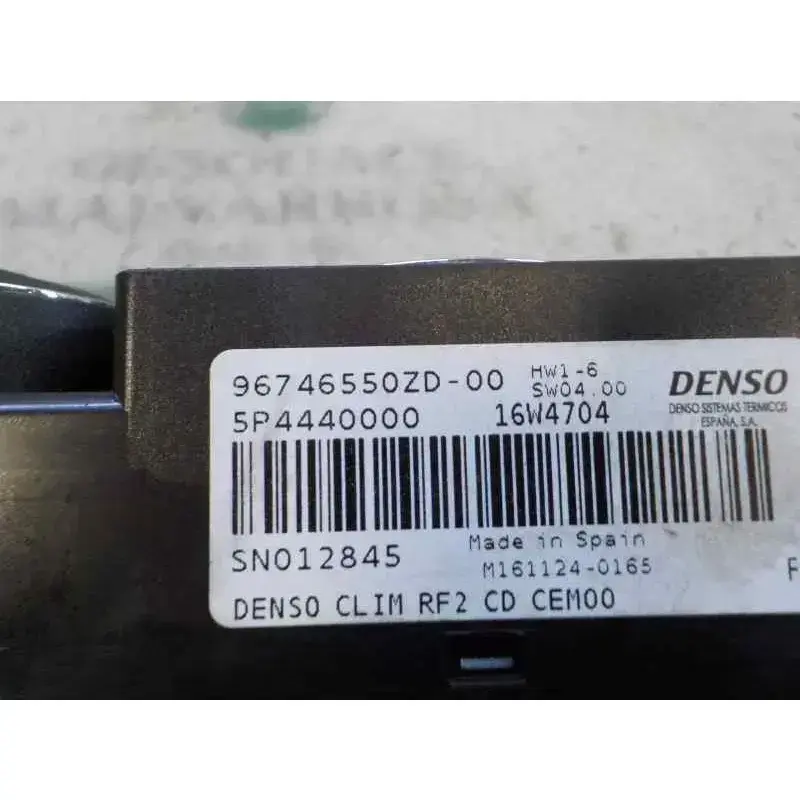 96746550ZD-00 HW1-6
SW04.00
DENSO
DENSO SISTEMAS TERMICOS
ESPAÑA, S.A.
5P4440000 16W4704
SN012845 Made in Spain
M161124-0165
F
DENSO CLIM RF2 CD CEM00